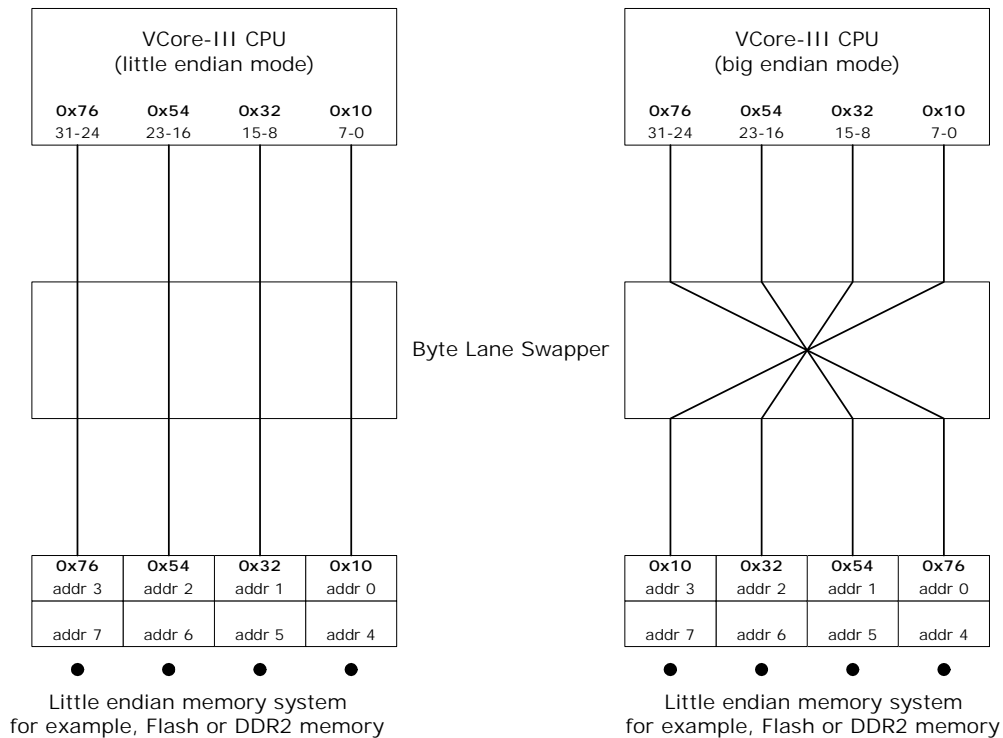 VCore-III CPU
(little endian mode)
0x76 0x54 0x32 0x10
31-24 23-16 15-8 7-0
VCore-III CPU
(big endian mode)
0x76 0x54 0x32 0x10
31-24 23-16 15-8 7-0
Byte Lane Swapper
0x76 0x54 0x32 0x10
addr 3 addr 2 addr 1 addr 0
addr 7 addr 6 addr 5 addr 4
Little endian memory system
for example, Flash or DDR2 memory
0x10 0x32 0x54 0x76
addr 3 addr 2 addr 1 addr 0
addr 7 addr 6 addr 5 addr 4
Little endian memory system
for example, Flash or DDR2 memory